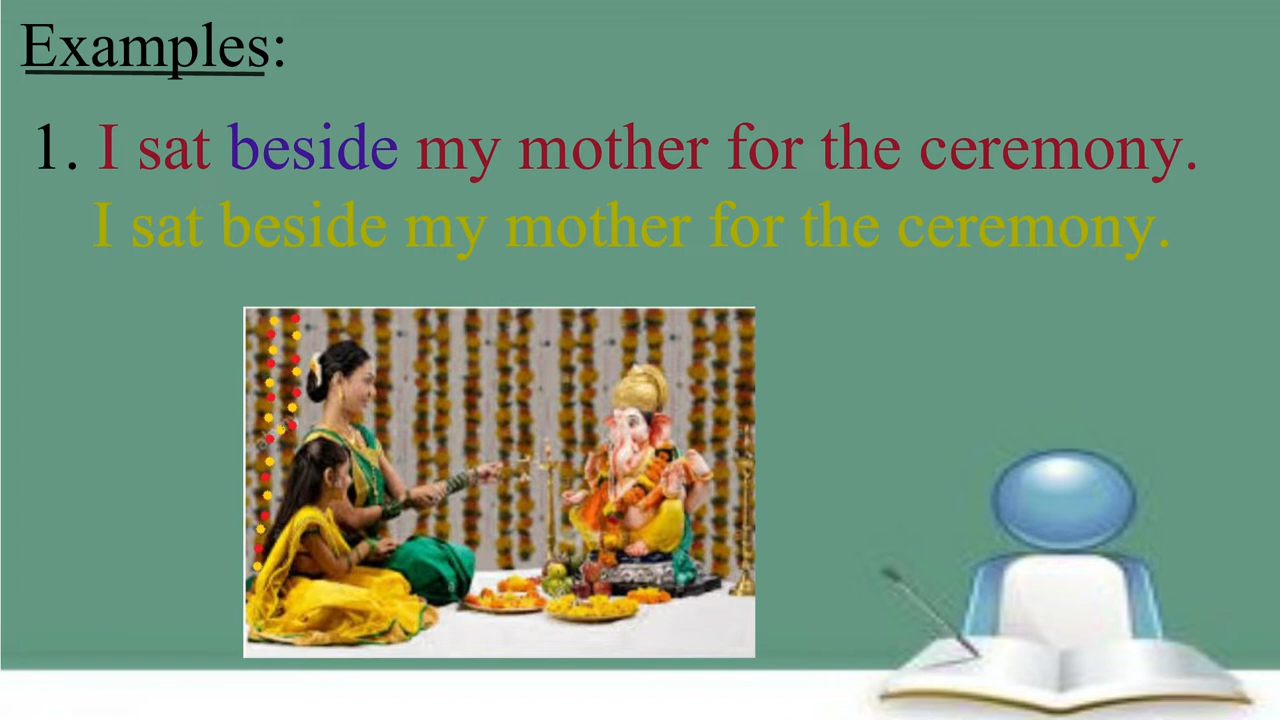 Examples:
1. I sat beside my mother for the ceremony.
I sat beside my mother for the ceremony.